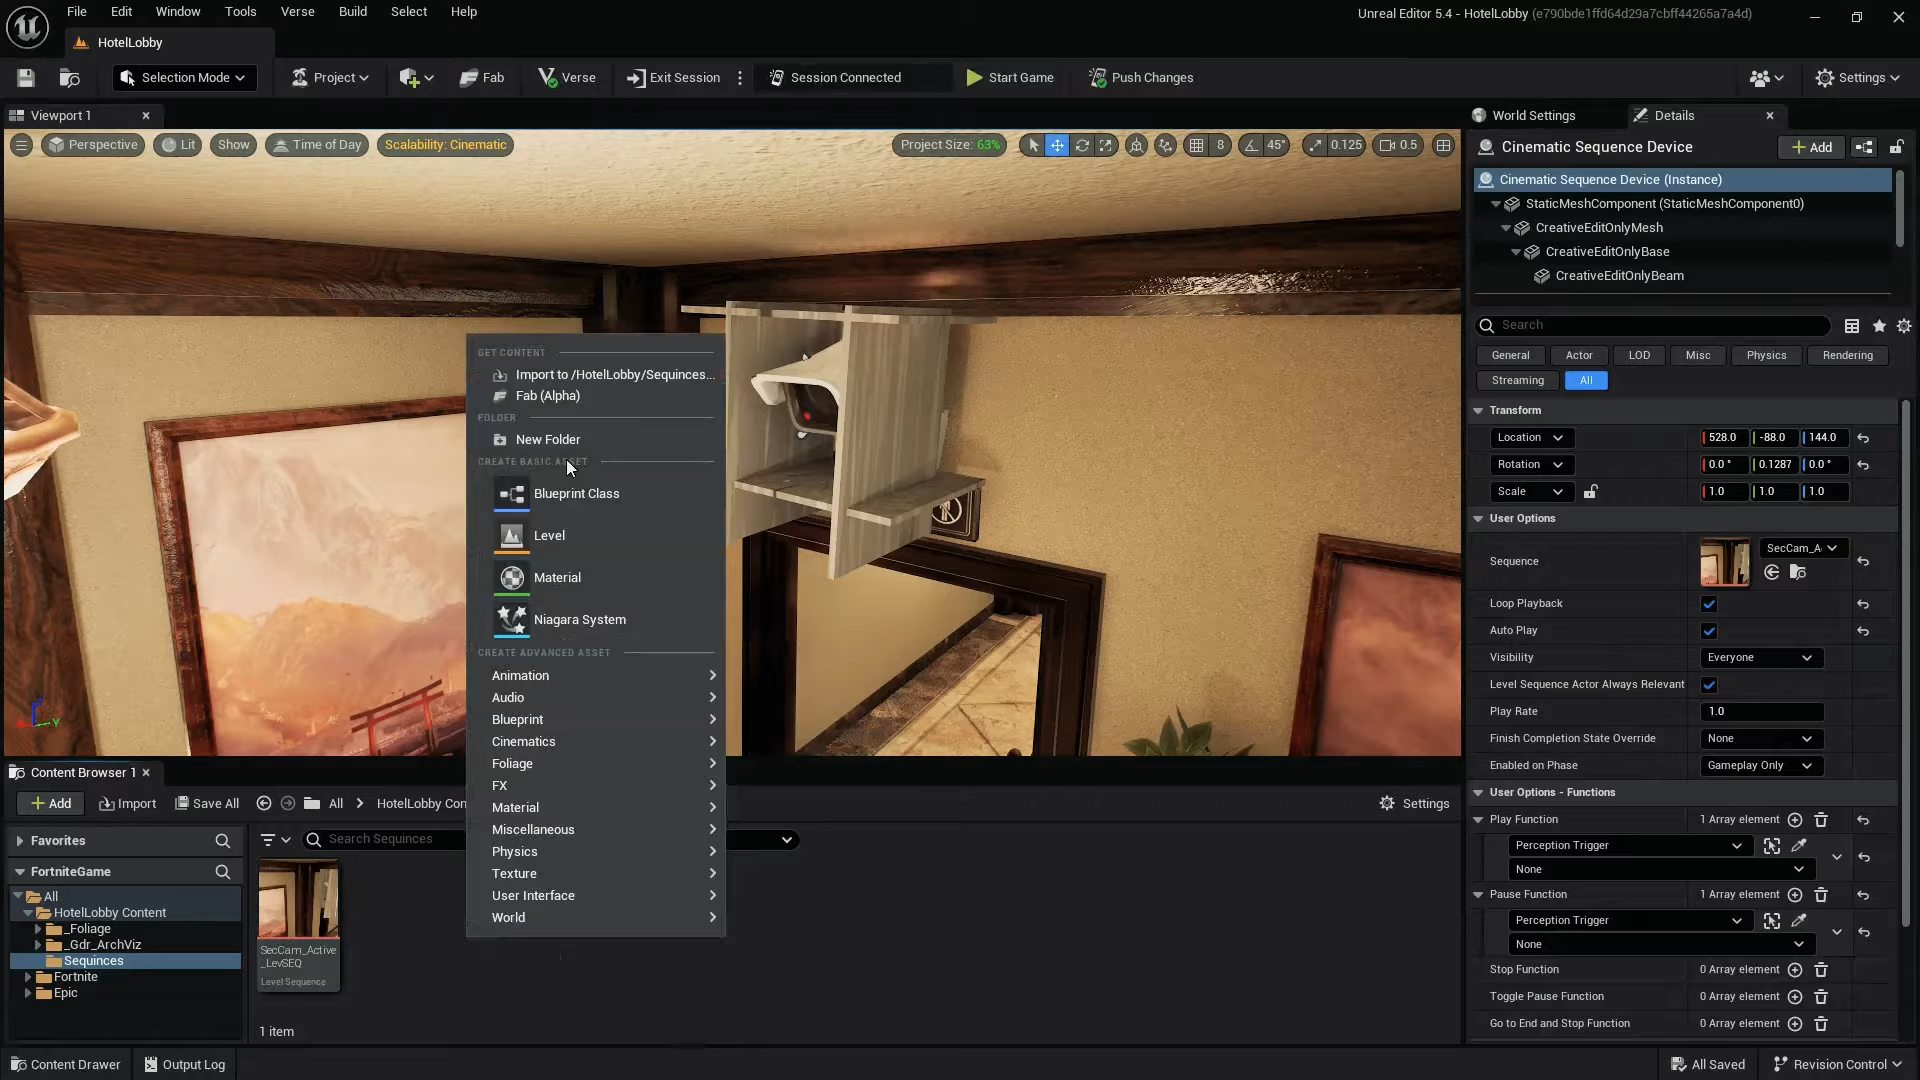 File Edit Window Tools Verse Build Select Help
Unreal Editor 5.4 - HotelLobby (e790bde1ffd64d29a7cbff44265a7a4d)
HotelLobby
Selection Mode Project Fab Verse Exit Session Session Connected Start Game Push Changes Settings
Viewport 1
Perspective Lit Show Time of Day Scalability: Cinematic Project Size: 63% 8 45° 0.125 0.5
World Settings Details
Cinematic Sequence Device Add
Cinematic Sequence Device (Instance)
StaticMeshComponent (StaticMeshComponent0)
CreativeEditOnlyMesh
CreativeEditOnlyBase
CreativeEditOnlyBeam
Search
General Actor LOD Misc Physics Rendering
Streaming All
Transform
Location 528.0 -88.0 144.0
Rotation 0.0 ° 0.1287 0.0 °
Scale 1.0 1.0 1.0
User Options
Sequence SecCam_A
Loop Playback
Auto Play
Visibility Everyone
Level Sequence Actor Always Relevant
Play Rate 1.0
Finish Completion State Override None
Enabled on Phase Gameplay Only
User Options - Functions
Play Function 1 Array element
Perception Trigger
None
Pause Function 1 Array element
Perception Trigger
None
Stop Function 0 Array element
Toggle Pause Function 0 Array element
Go to End and Stop Function 0 Array element
GET CONTENT
Import to /HotelLobby/Sequinces...
Fab (Alpha)
FOLDER
New Folder
CREATE BASIC ASSET
Blueprint Class
Level
Material
Niagara System
CREATE ADVANCED ASSET
Animation
Audio
Blueprint
Cinematics
Foliage
FX
Material
Miscellaneous
Physics
Texture
User Interface
World
Y
Content Browser 1
Add Import Save All All HotelLobby Con Settings
Favorites
Search Sequinces
FortniteGame
All
HotelLobby Content
_Foliage
_Gdr_ArchViz
Sequinces
Fortnite
Epic
SecCam_Active
_LevSEQ
Level Sequence
1 item
Content Drawer Output Log All Saved Revision Control